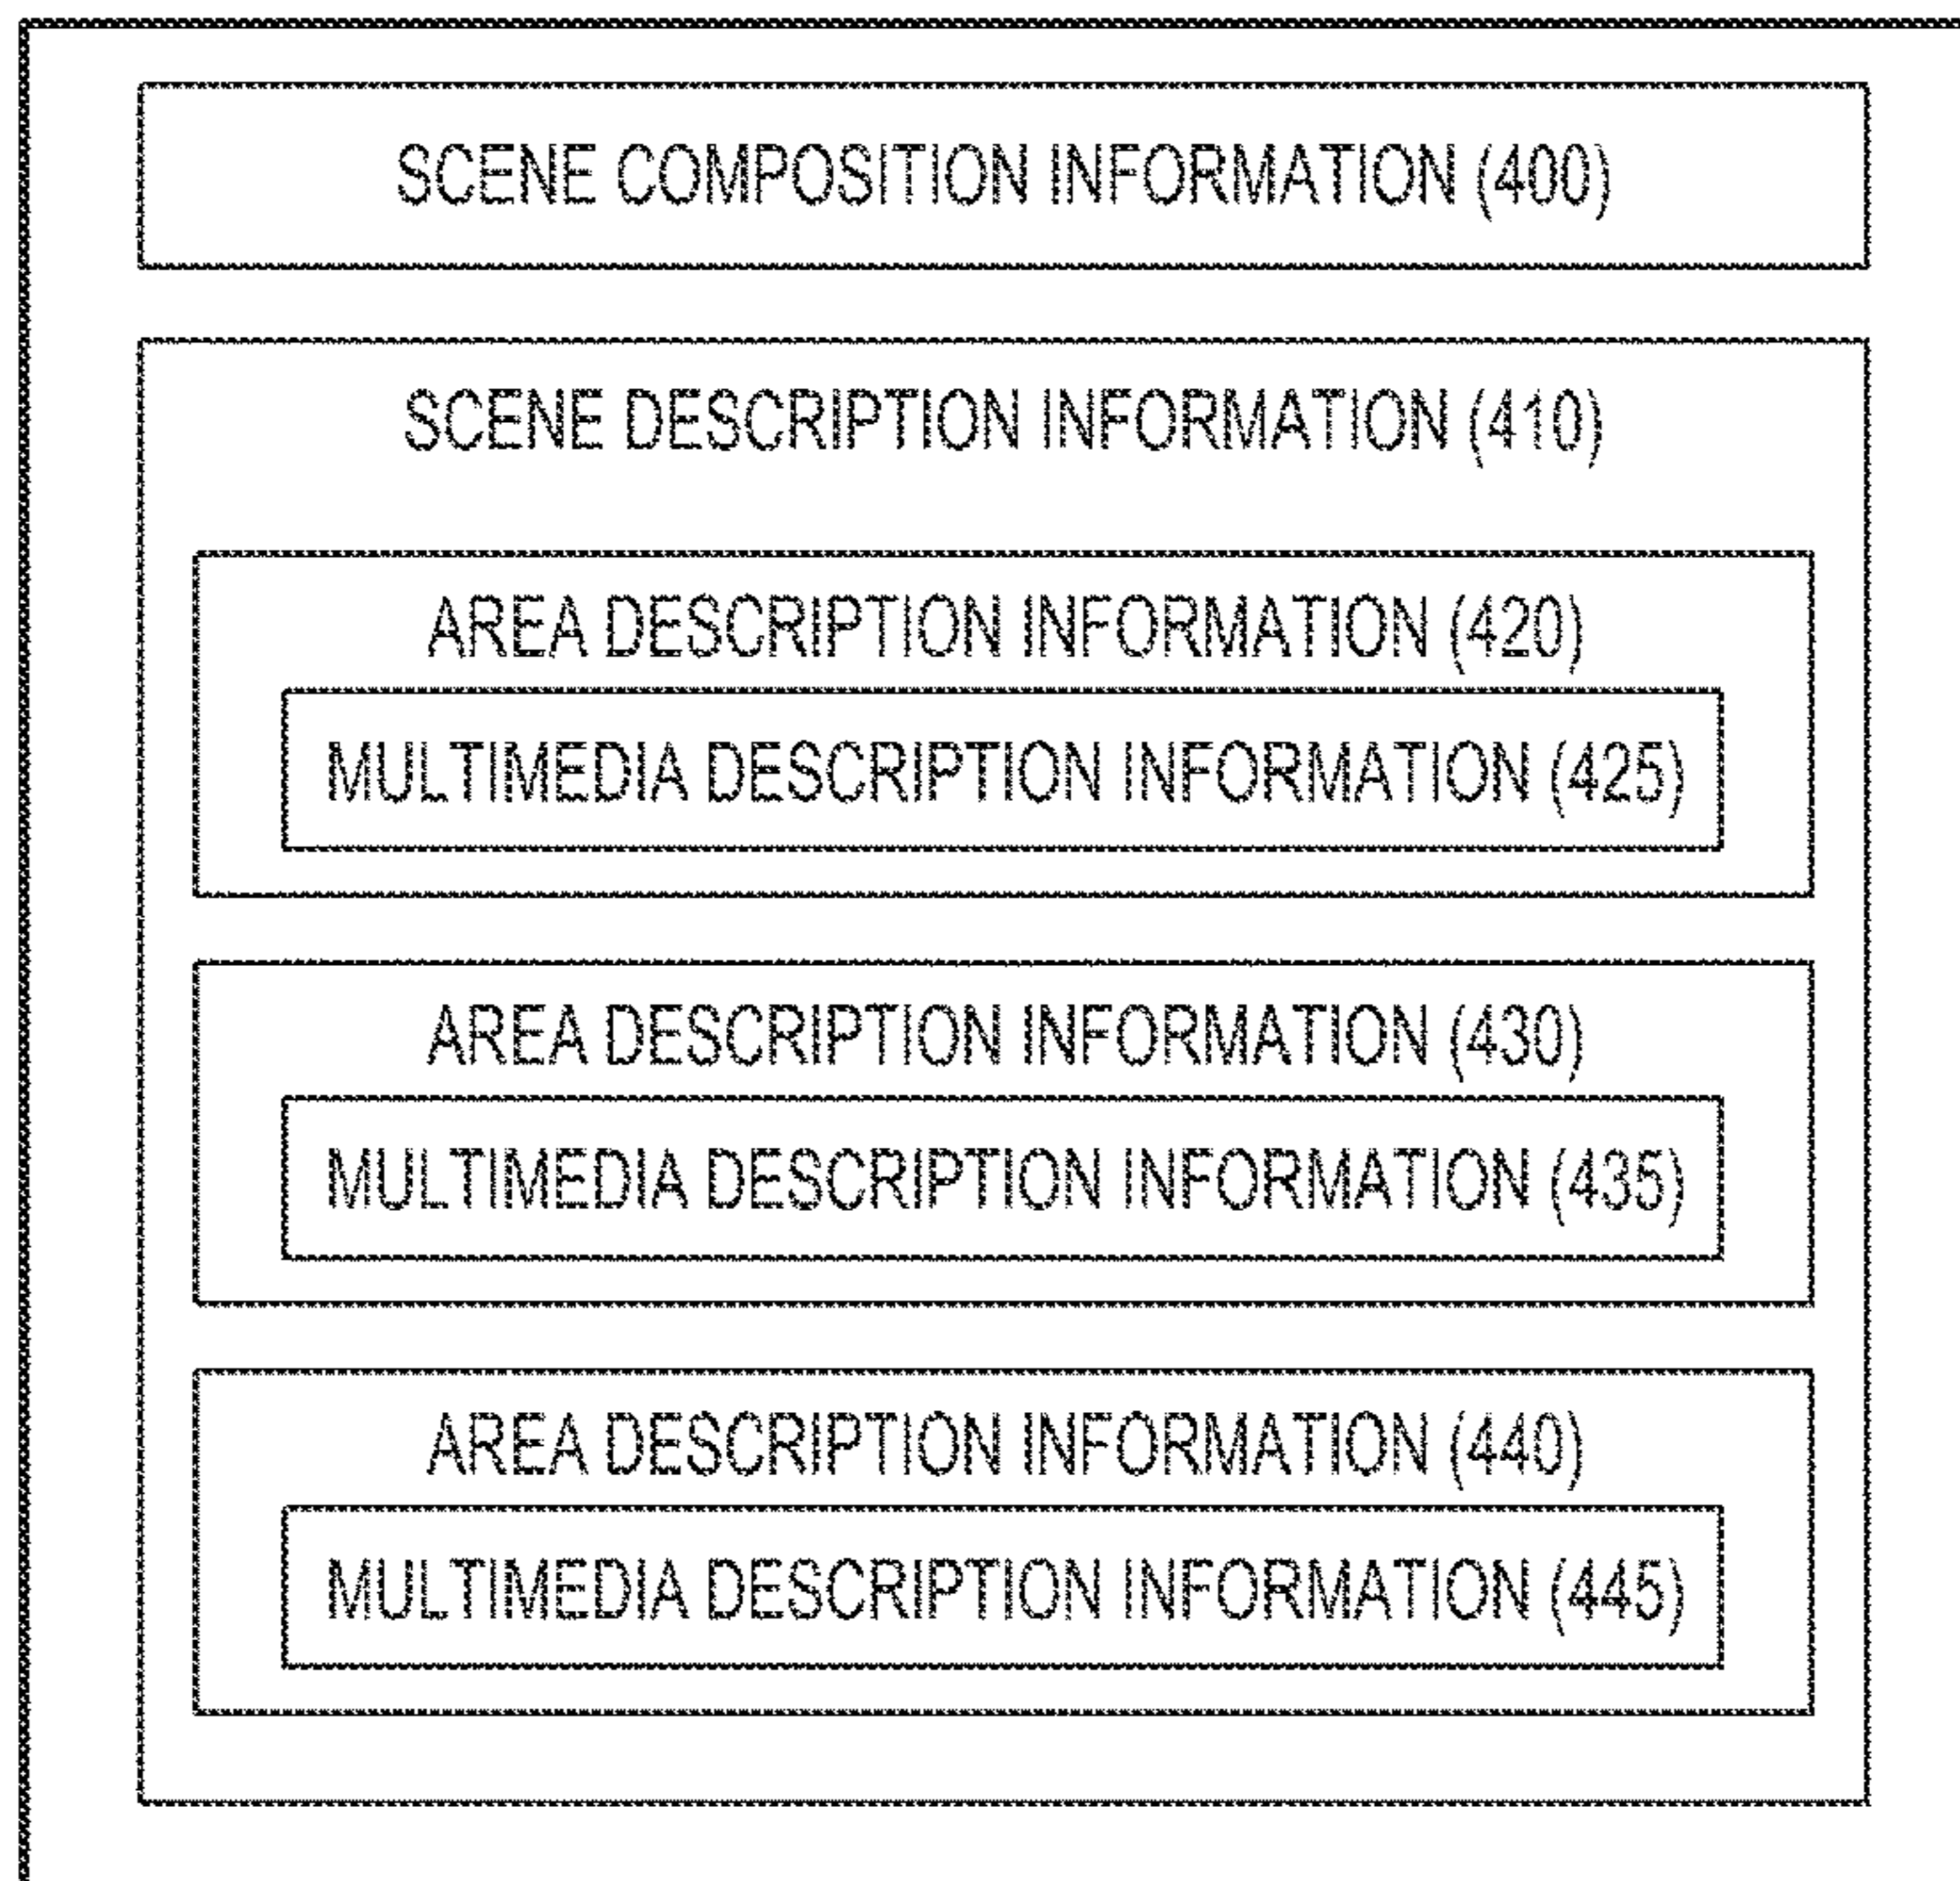 SCENE COMPOSITION INFORMATION (400)
SCENE DESCRIPTION INFORMATION (410)
AREA DESCRIPTION INFORMATION (420)
MULTIMEDIA DESCRIPTION INFORMATION (425)
AREA DESCRIPTION INFORMATION (430)
MULTIMEDIA DESCRIPTION INFORMATION (435)
AREA DESCRIPTION INFORMATION (440)
MULTIMEDIA DESCRIPTION INFORMATION (445)